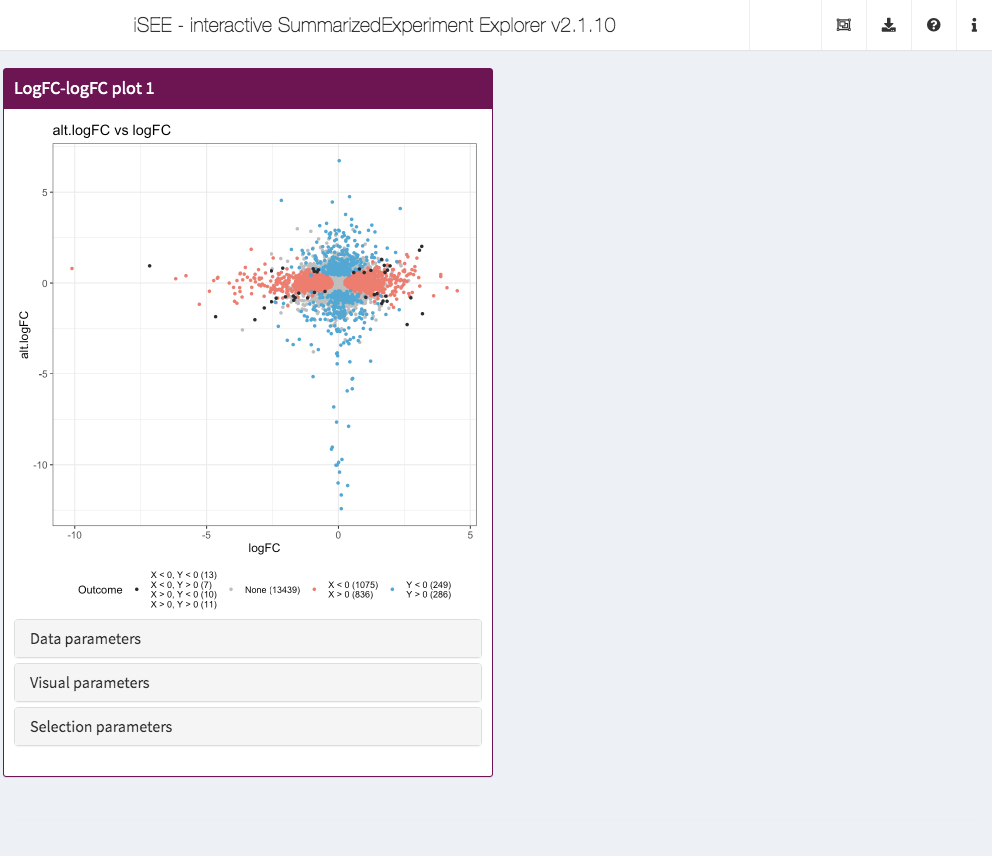 iSEE - interactive SummarizedExperiment Explorer v2.1.10
LogFC-logFC plot 1
alt.logFC vs logFC
5
0
-5
-10
alt.logFC
-10 -5 0 5
logFC
Outcome
X < 0, Y < 0 (13)
X < 0, Y > 0 (7)
X > 0, Y < 0 (10)
X > 0, Y > 0 (11)
None (13439)
X < 0 (1075)
X > 0 (836)
Y < 0 (249)
Y > 0 (286)
Data parameters
Visual parameters
Selection parameters